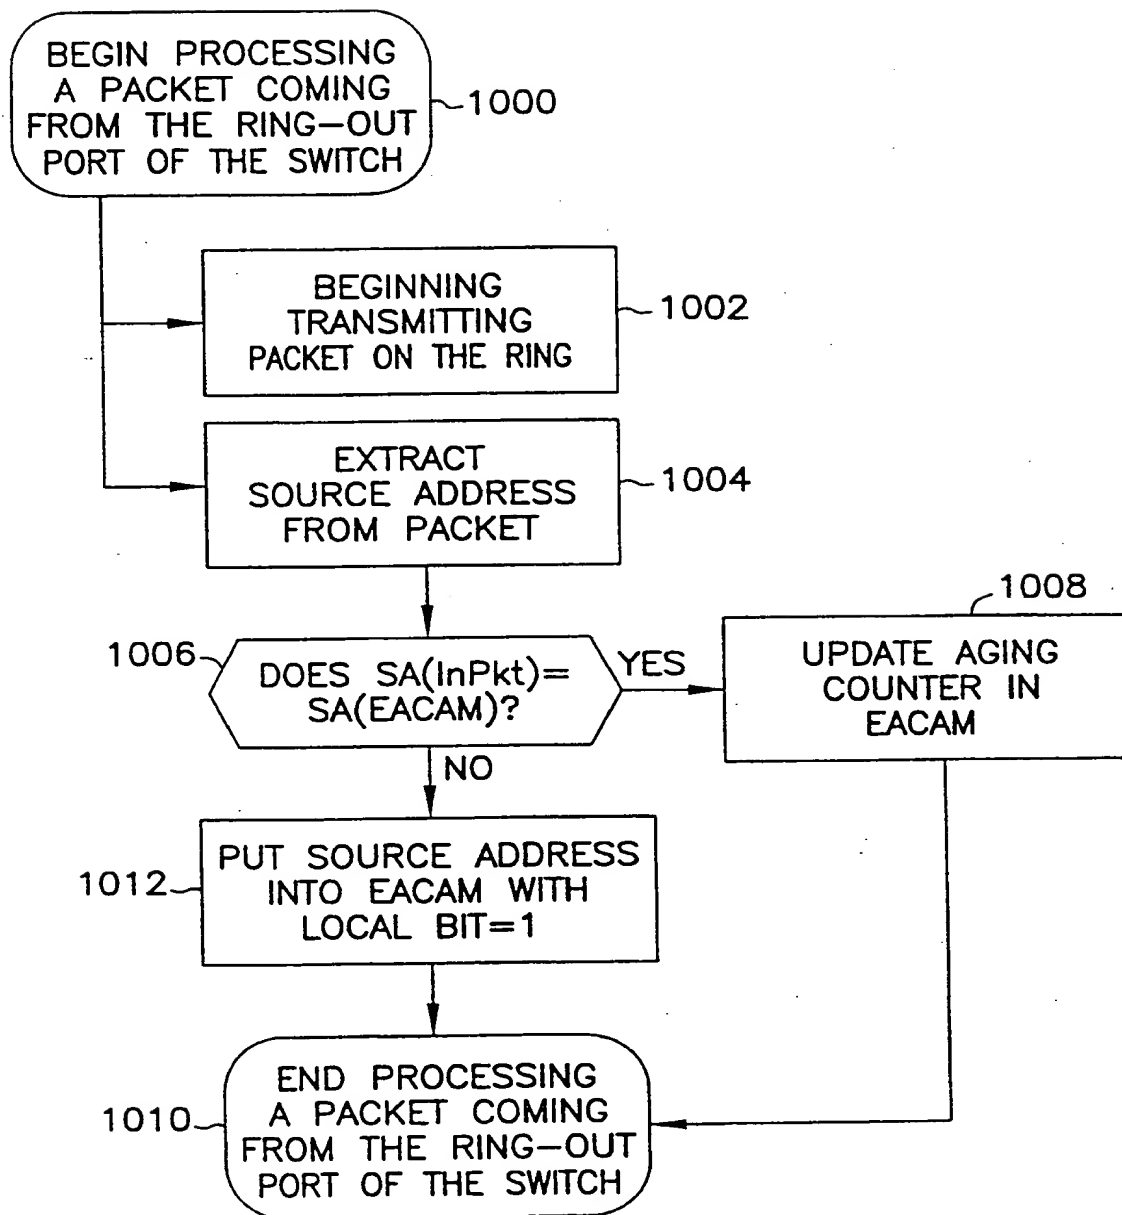 BEGIN PROCESSING
A PACKET COMING
FROM THE RING-OUT
PORT OF THE SWITCH
1000
BEGINNING
TRANSMITTING
PACKET ON THE RING
1002
EXTRACT
SOURCE ADDRESS
FROM PACKET
1004
1006
DOES SA(InPkt)=
SA(EACAM)?
YES
1008
UPDATE AGING
COUNTER IN
EACAM
NO
1012
PUT SOURCE ADDRESS
INTO EACAM WITH
LOCAL BIT=1
1010
END PROCESSING
A PACKET COMING
FROM THE RING-OUT
PORT OF THE SWITCH